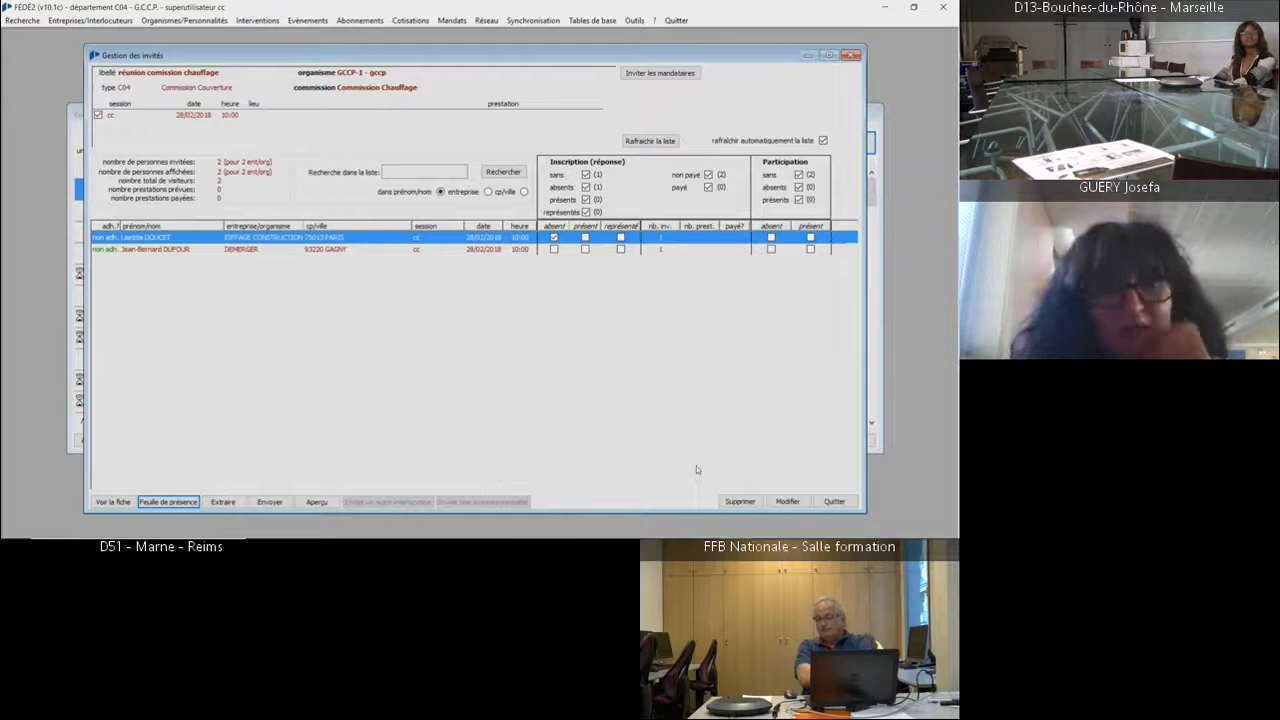 FÉDÉ2 (v10.1c) - département C04 - G.C.C.P. - superutilisateur cc
Recherche Entreprises/Interlocuteurs Organismes/Personnalités Interventions Evénements Abonnements Cotisations Mandats Réseau Synchronisation Tables de base Outils ? Quitter
Gestion des invités
libellé réunion comission chauffage organisme GCCP-1 - gccp Inviter les mandataires
type C04 Commission Couverture commission Commission Chauffage
session date heure lieu prestation
cc 28/02/2018 10:00
Rafraichir la liste rafraîchir automatiquement la liste
nombre de personnes invitées: 2 (pour 2 ent/org)
nombre de personnes affichées: 2 (pour 2 ent/org)
nombre total de visiteurs: 2
nombre prestations prévues: 0
nombre prestations payées: 0
Recherche dans la liste: Rechercher
dans prénom/nom entreprise cp/ville
Inscription (réponse) Participation
sans (1) non payé (2) sans (2)
absents (1) payé (0) absents (0)
présents (0) présents (0)
représentés (0)
adh.? prénom/nom entreprise/organisme cp/ville session date heure absent présent représenté nb. inv. nb. prest. payé? absent présent
non adh. Laetitia DOUCET EIFFAGE CONSTRUCTION 75013 PARIS cc 28/02/2018 10:00 1
non adh. Jean-Bernard DUFOUR DEMERGER 93220 GAGNY cc 28/02/2018 10:00 1
Voir la fiche Feuille de présence Extraire Envoyer Aperçu Supprimer Modifier Quitter
D13-Bouches-du-Rhône - Marseille
GUERY Josefa
D51 - Marne - Reims
FFB Nationale - Salle formation